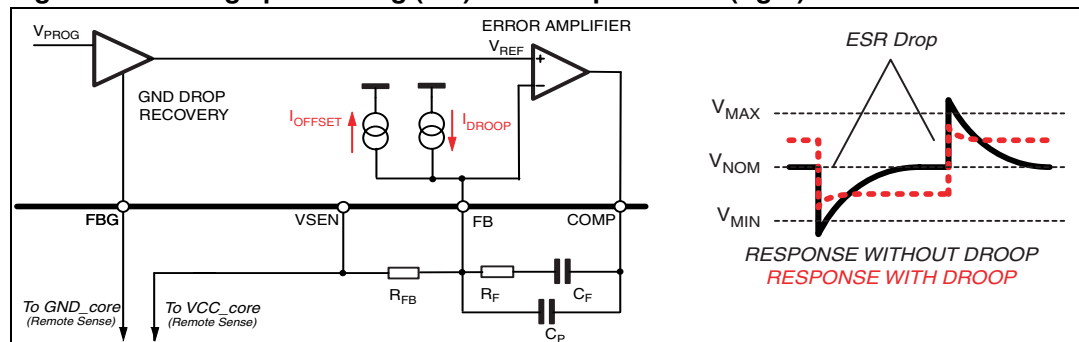 ERROR AMPLIFIER
VPROG
VREF
GND DROP
RECOVERY
IOFFSET
IDROOP
FBG
VSEN
FB
COMP
RFB
RF
CF
CP
To GND_core
(Remote Sense)
To VCC_core
(Remote Sense)
ESR Drop
VMAX
VNOM
VMIN
RESPONSE WITHOUT DROOP
RESPONSE WITH DROOP